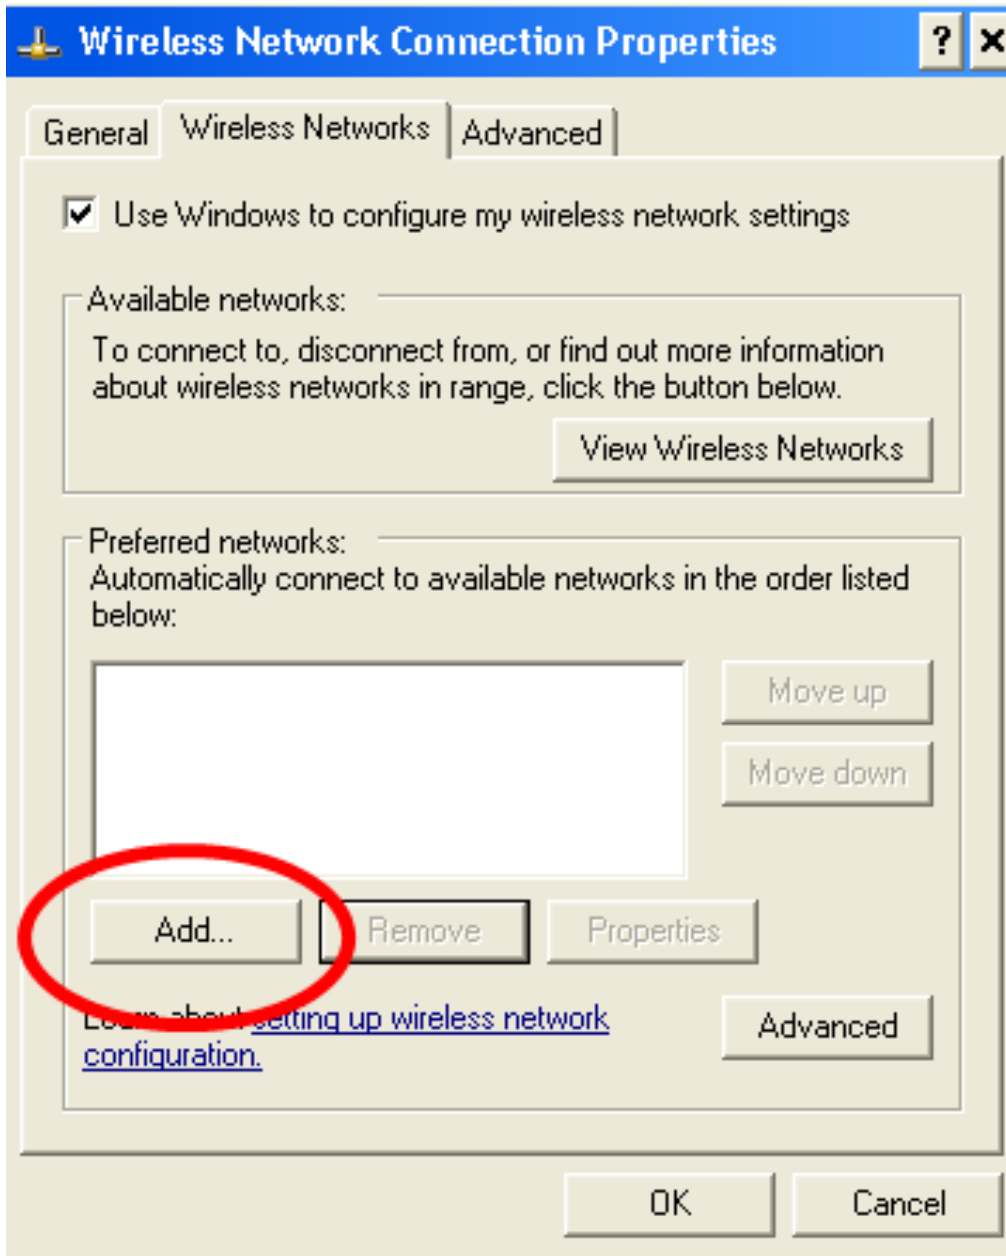 Wireless Network Connection Properties
General Wireless Networks Advanced
Use Windows to configure my wireless network settings
Available networks:
To connect to, disconnect from, or find out more information
about wireless networks in range, click the button below.
View Wireless Networks
Preferred networks:
Automatically connect to available networks in the order listed
below:
Move up
Move down
Add... Remove Properties
Learn about setting up wireless network
configuration.
Advanced
OK Cancel